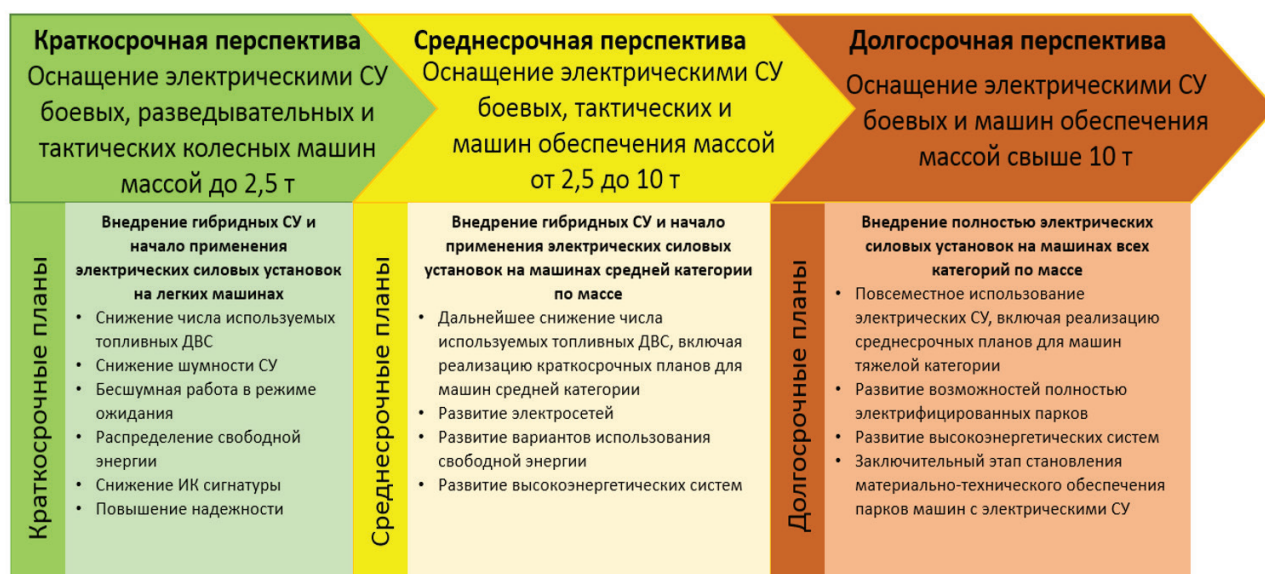 Краткосрочная перспектива
Оснащение электрическими СУ
боевых, разведывательных и
тактических колесных машин
массой до 2,5 т
Среднесрочная перспектива
Оснащение электрическими СУ
боевых, тактических и
машин обеспечения массой
от 2,5 до 10 т
Долгосрочная перспектива
Оснащение электрическими СУ
боевых и машин обеспечения
массой свыше 10 т
Краткосрочные планы
Внедрение гибридных СУ и
начало применения
электрических силовых установок
на легких машинах
• Снижение числа используемых
топливных ДВС
• Снижение шумности СУ
• Бесшумная работа в режиме
ожидания
• Распределение свободной
энергии
• Снижение ИК сигнатуры
• Повышение надежности
Среднесрочные планы
Внедрение гибридных СУ и начало
применения электрических силовых
установок на машинах средней категории
по массе
• Дальнейшее снижение числа
используемых топливных ДВС, включая
реализацию краткосрочных планов для
машин средней категории
• Развитие электросетей
• Развитие вариантов использования
свободной энергии
• Развитие высокоэнергетических систем
Долгосрочные планы
Внедрение полностью электрических
силовых установок на машинах всех
категорий по массе
• Повсеместное использование
электрических СУ, включая реализацию
среднесрочных планов для машин
тяжелой категории
• Развитие возможностей полностью
электрифицированных парков
• Развитие высокоэнергетических систем
• Заключительный этап становления
материально-технического обеспечения
парков машин с электрическими СУ